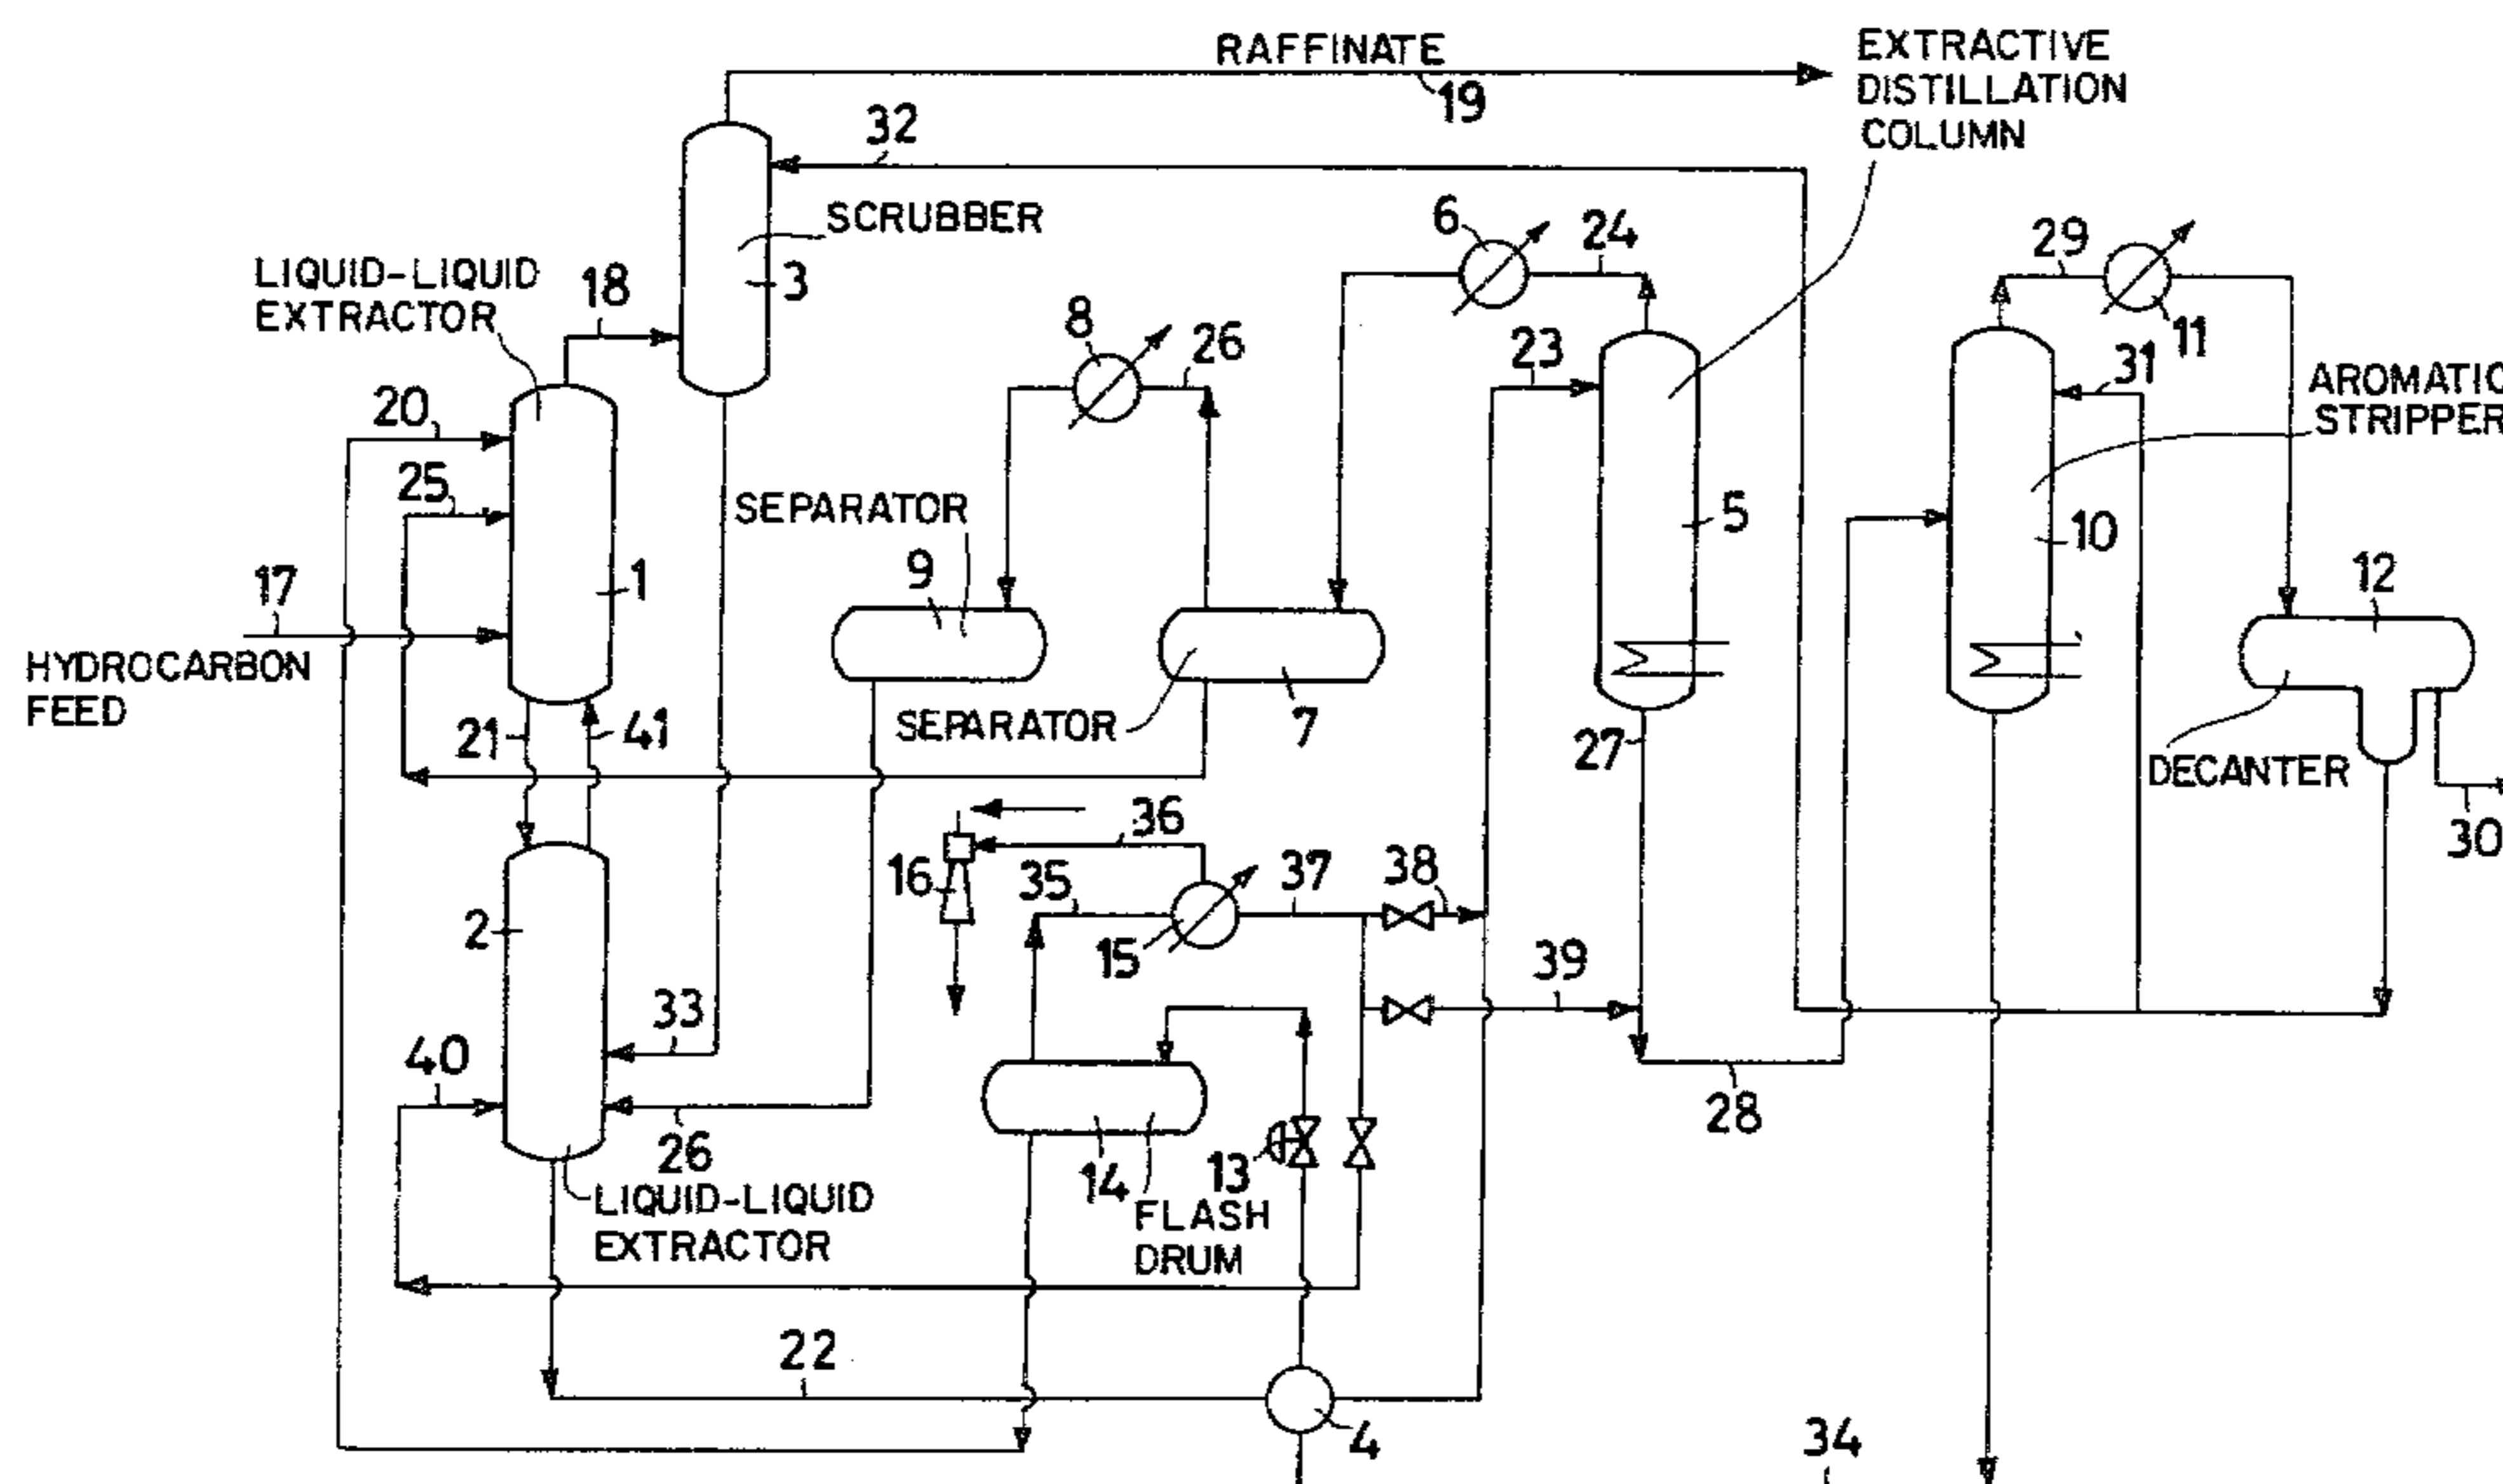 RAFFINATE
19
EXTRACTIVE
DISTILLATION
COLUMN
32
SCRUBBER
3
LIQUID-LIQUID
EXTRACTOR
18
6
24
29
11
8
26
23
31
AROMATIC
STRIPPER
20
25
SEPARATOR
9
5
10
12
17
1
HYDROCARBON
FEED
21
41
SEPARATOR
7
27
DECANTER
30
36
16
35
37
38
2
15
39
33
40
26
28
14
13
LIQUID-LIQUID
EXTRACTOR
FLASH
DRUM
22
4
34